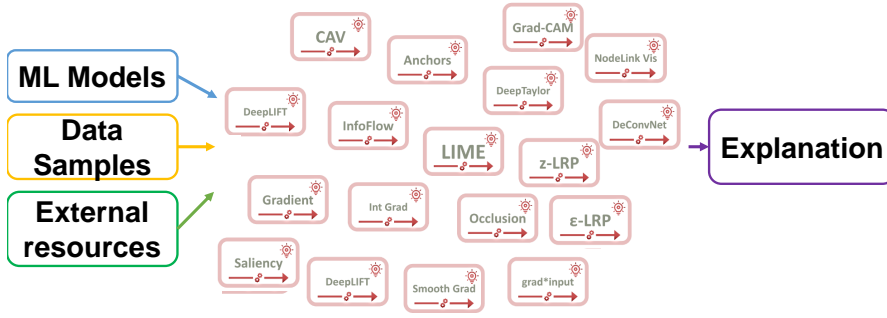 ML Models
Data
Samples
External
resources
CAV
Anchors
Grad-CAM
NodeLink Vis
DeepLIFT
InfoFlow
DeepTaylor
DeConvNet
LIME
z-LRP
Gradient
Int Grad
Occlusion
ε-LRP
Saliency
DeepLIFT
Smooth Grad
grad*input
Explanation